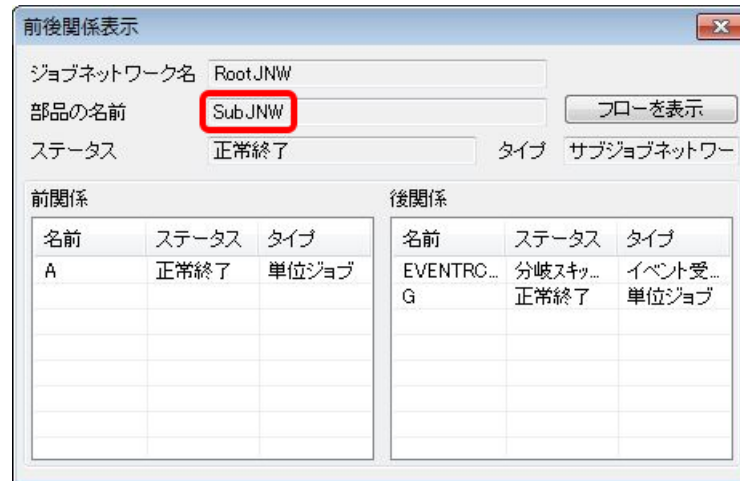 前後関係表示
ジョブネットワーク名 RootJNW
部品の名前 SubJNW フローを表示
ステータス 正常終了 タイプ サブジョブネットワー
前関係 後関係
名前 ステータス タイプ 名前 ステータス タイプ
A 正常終了 単位ジョブ EVENTRC... 分岐スキッ... イベント受...
G 正常終了 単位ジョブ